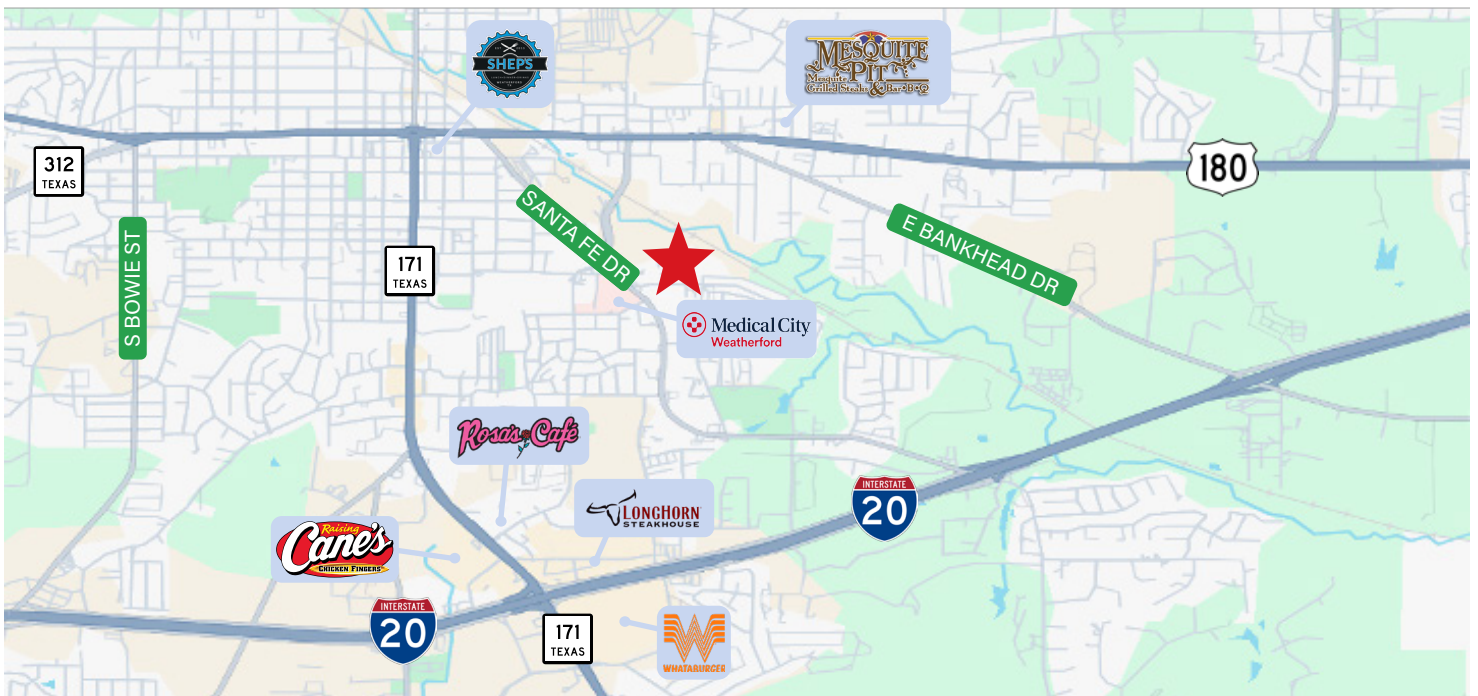 SHEP'S
MESQUITE
PIT
Mesquite
Grilled Steaks & Bar•B•Q
312
TEXAS
180
SANTA FE DR
E BANKHEAD DR
S BOWIE ST
171
TEXAS
Medical City
Weatherford
Rosa's Café
LONGHORN
STEAKHOUSE
INTERSTATE
20
Raising
Cane's
CHICKEN FINGERS
INTERSTATE
20
171
TEXAS
WHATABURGER